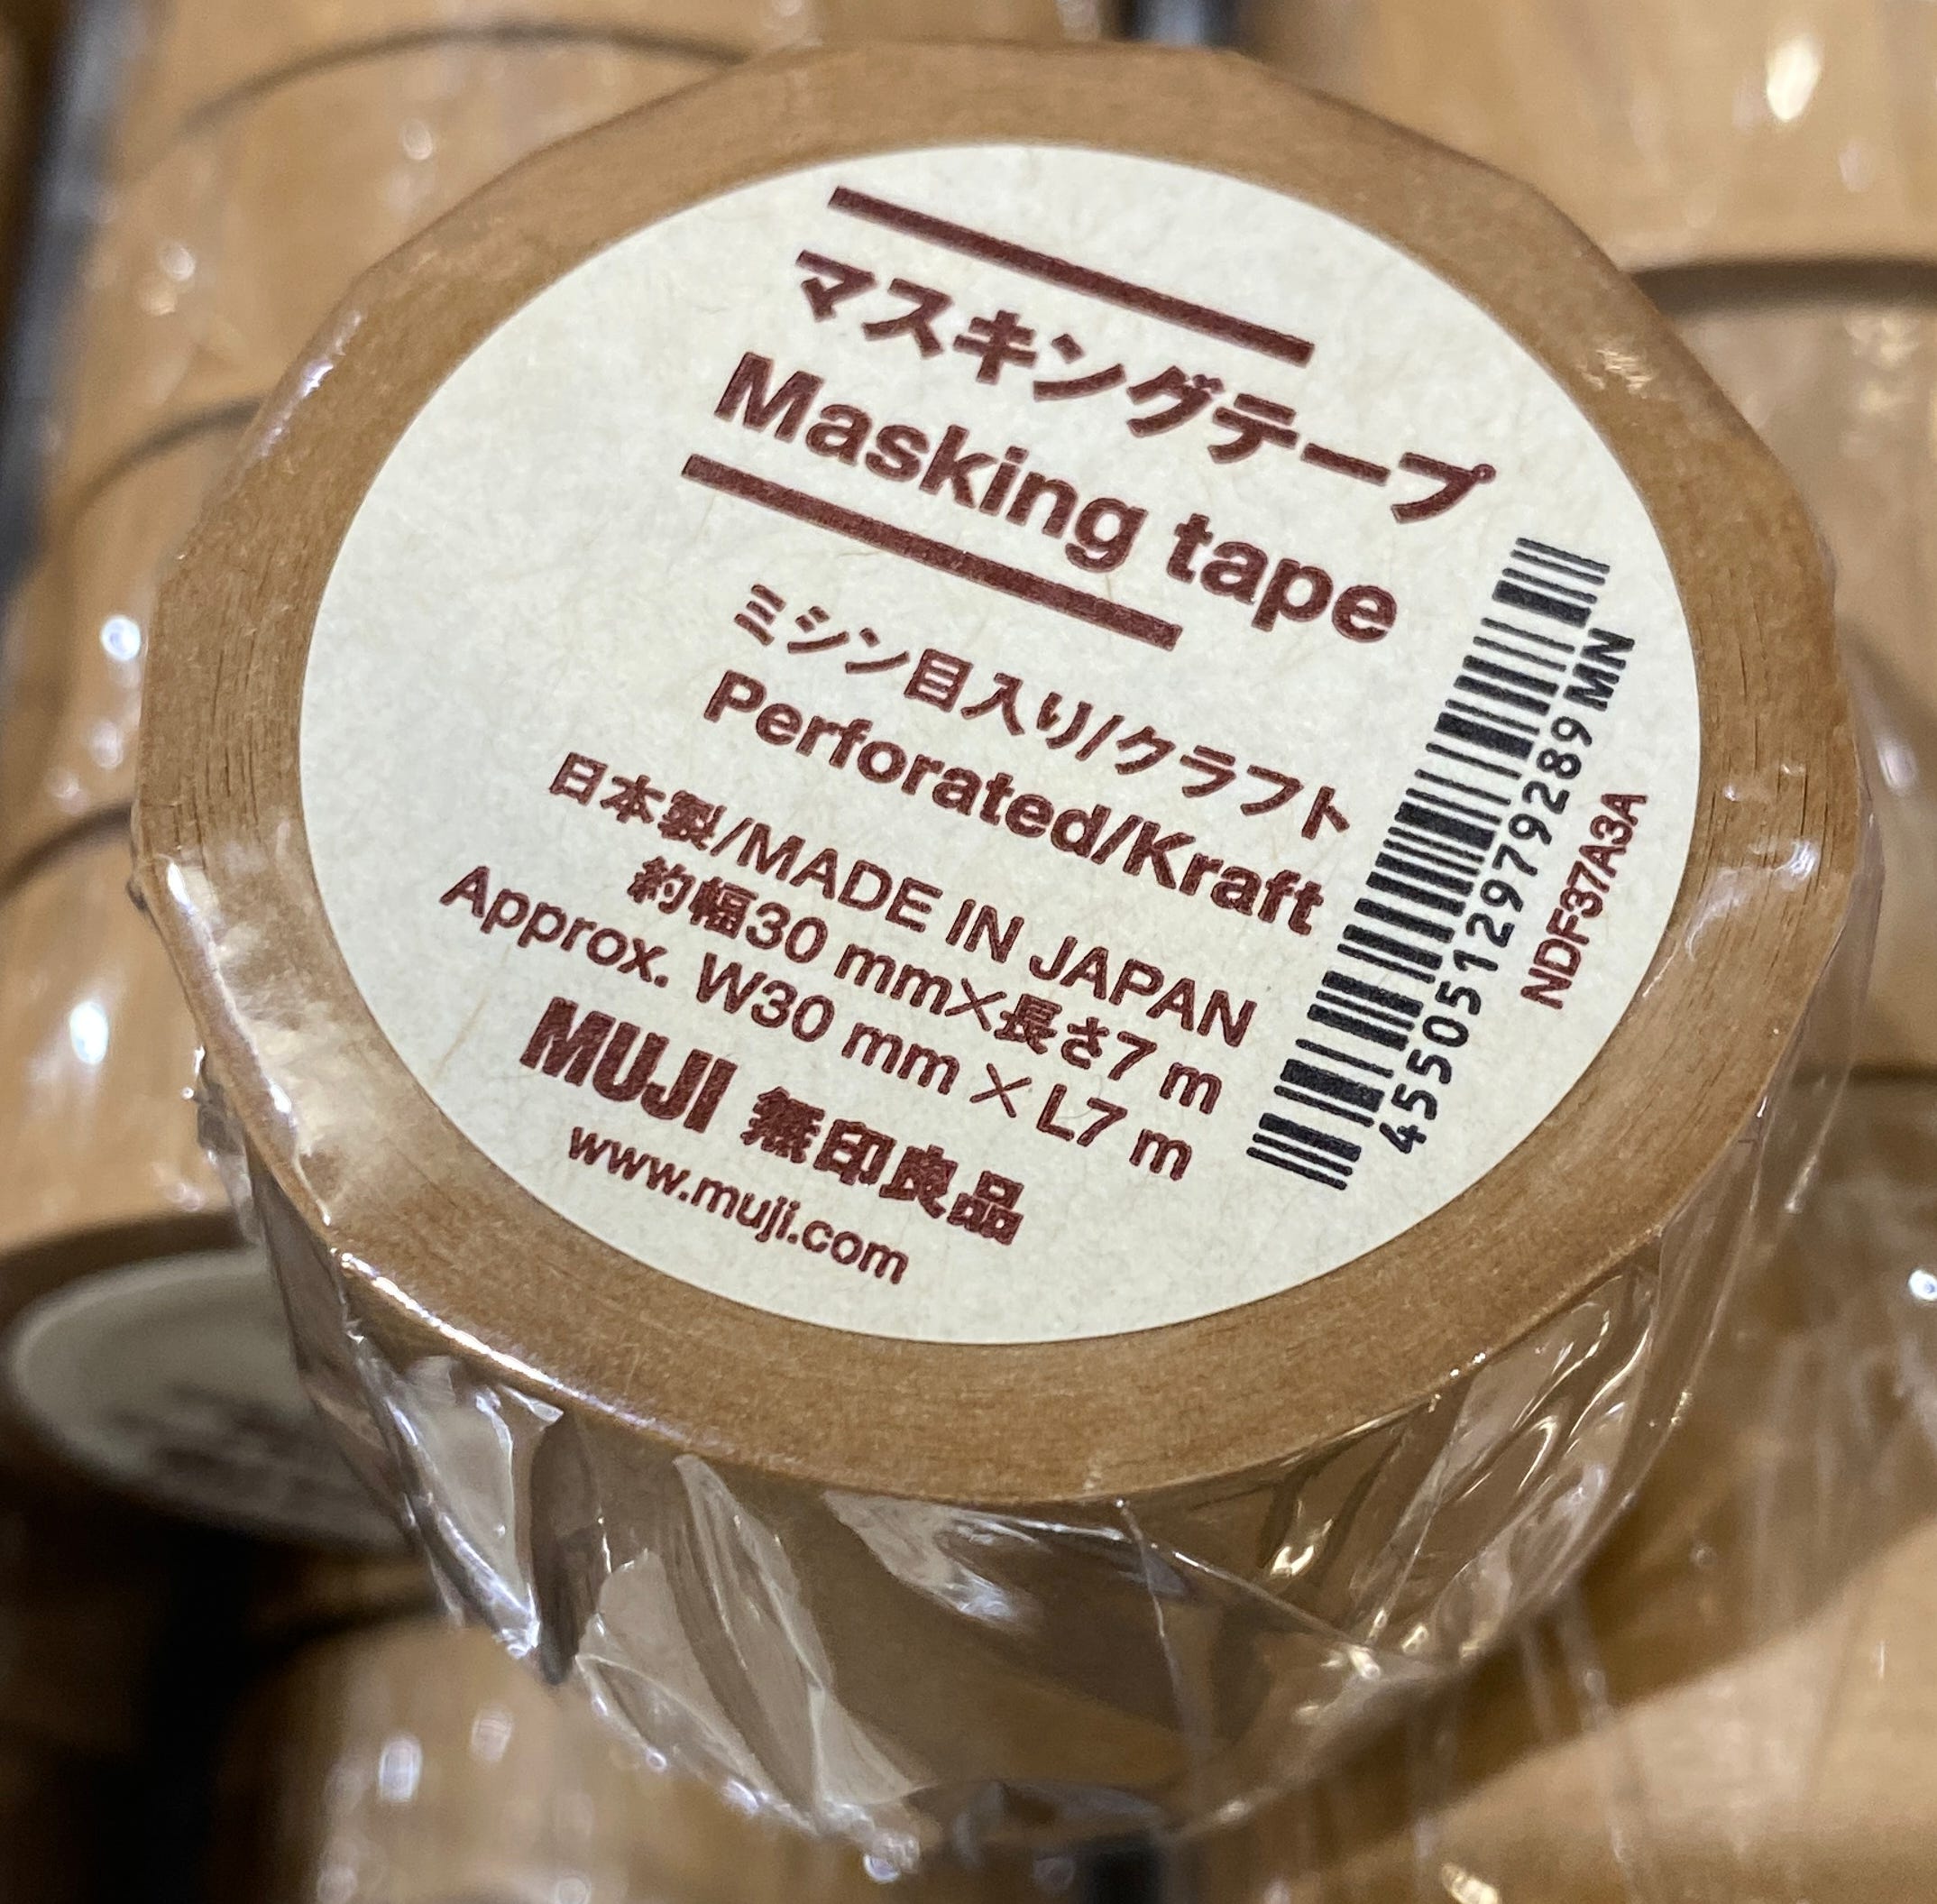 マスキングテープ
Masking tape
ミシン目入り/クラフト
Perforated/Kraft
日本製/MADE IN JAPAN
約幅30 mm×長さ7 m
Approx. W30 mm × L7 m
MUJI 無印良品
www.muji.com
4550512979289 MN
NDF37A3A